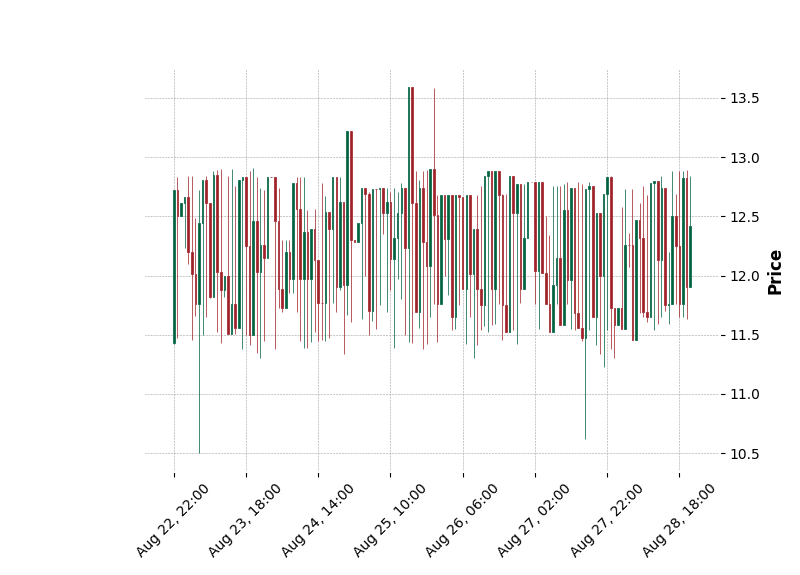 13.5
13.0
12.5
12.0
11.5
11.0
10.5
Price
Aug 22, 22:00
Aug 23, 18:00
Aug 24, 14:00
Aug 25, 10:00
Aug 26, 06:00
Aug 27, 02:00
Aug 27, 22:00
Aug 28, 18:00